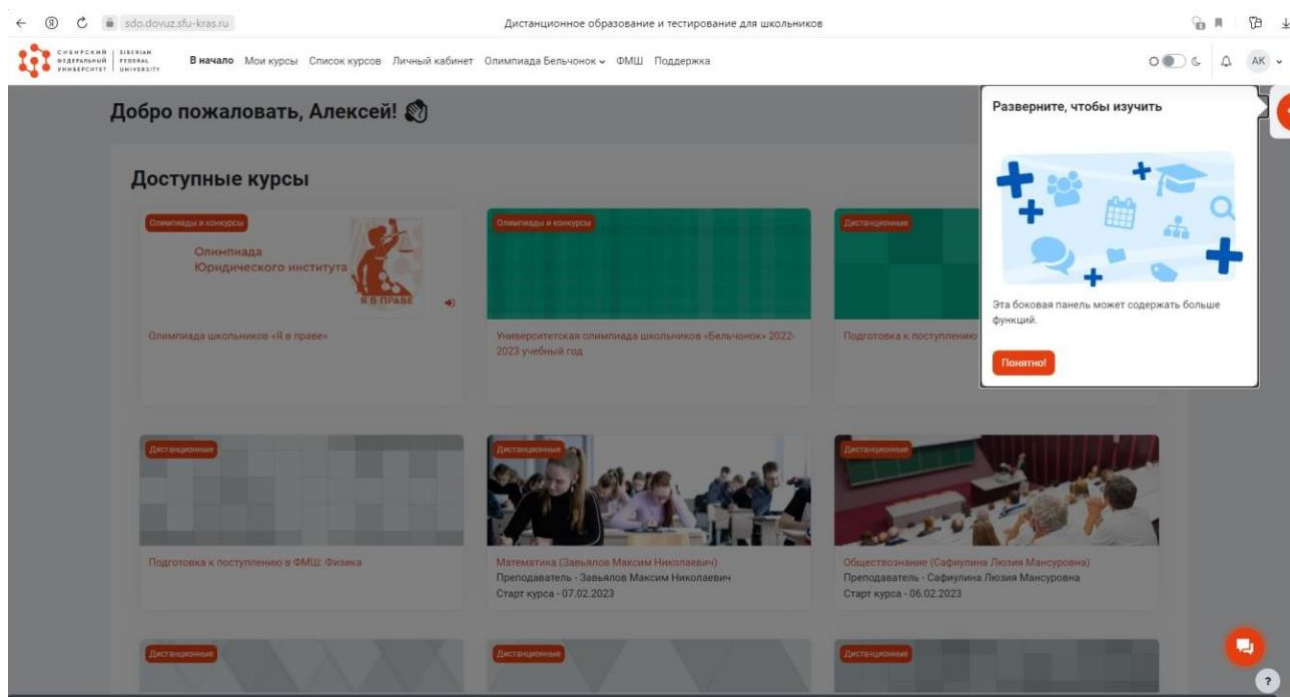 sdo.dovuz.sfu-kras.ru
Дистанционное образование и тестирование для школьников
СИБИРСКИЙ
ФЕДЕРАЛЬНЫЙ
УНИВЕРСИТЕТ
SIBERIAN
FEDERAL
UNIVERSITY
В начало Мои курсы Список курсов Личный кабинет Олимпиада Бельчонок ФМШ Поддержка
АК
Добро пожаловать, Алексей!
Разверните, чтобы изучить
Эта боковая панель может содержать больше
функций.
Понятно!
Доступные курсы
Олимпиады и конкурсы
Олимпиада
Юридического института
Я В ПРАВЕ
Олимпиада школьников «Я в праве»
Олимпиады и конкурсы
Университетская олимпиада школьников «Бельчонок» 2022-
2023 учебный год
Дистанционные
Подготовка к поступлению
Дистанционные
Подготовка к поступлению в ФМШ: Физика
Дистанционные
Математика (Завьялов Максим Николаевич)
Преподаватель - Завьялов Максим Николаевич
Старт курса - 07.02.2023
Дистанционные
Обществознание (Сафиулина Люзия Мансуровна)
Преподаватель - Сафиулина Люзия Мансуровна
Старт курса - 06.02.2023
Дистанционные
Дистанционные
Дистанционные
?